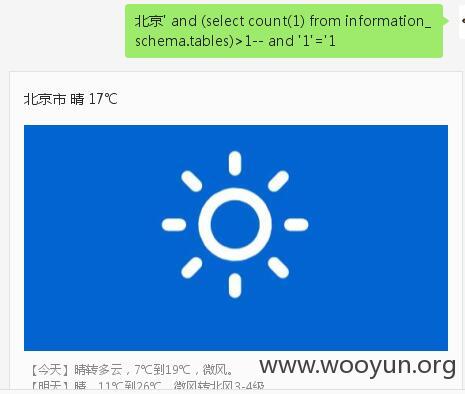 北京' and (select count(1) from information_
schema.tables)>1-- and '1'='1
北京市 晴 17℃
【今天】晴转多云，7℃到19℃，微风。
www.wooyun.org
【明天】晴，11℃到26℃，微风转北风3-4级